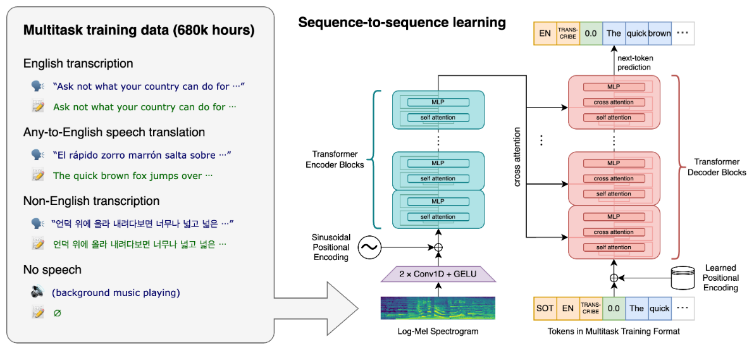 Multitask training data (680k hours)
English transcription
“Ask not what your country can do for ⋯”
Ask not what your country can do for ⋯
Any-to-English speech translation
“El rápido zorro marrón salta sobre ⋯”
The quick brown fox jumps over ⋯
Non-English transcription
“언덕 위에 올라 내려다보면 너무나 넓고 넓은 ⋯”
언덕 위에 올라 내려다보면 너무나 넓고 넓은 ⋯
No speech
(background music playing)
∅
Sequence-to-sequence learning
EN TRANS-CRIBE 0.0 The quick brown ⋯
next-token
prediction
MLP
self attention
⋯
MLP
self attention
MLP
self attention
Transformer
Encoder Blocks
Sinusoidal
Positional
Encoding
2 × Conv1D + GELU
Log-Mel Spectrogram
cross attention
MLP
cross attention
self attention
⋯
MLP
cross attention
self attention
MLP
cross attention
self attention
Transformer
Decoder Blocks
Learned
Positional
Encoding
SOT EN TRANS-CRIBE 0.0 The quick ⋯
Tokens in Multitask Training Format